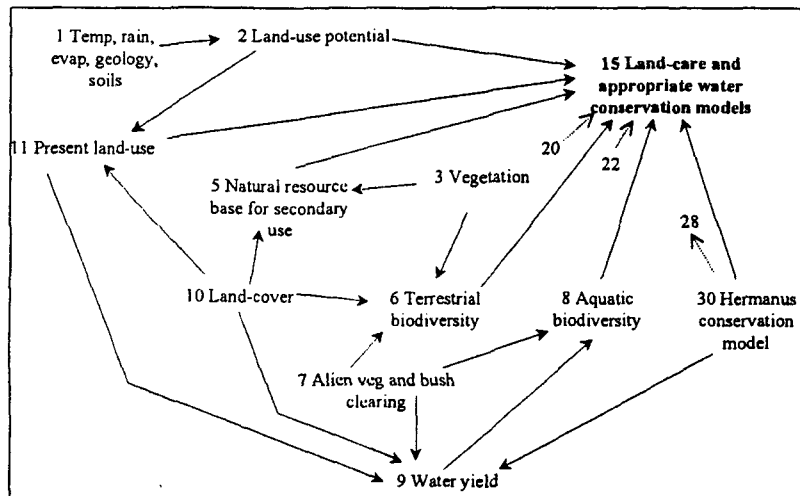 1 Temp, rain,
evap, geology,
soils
2 Land-use potential
15 Land-care and
appropriate water
conservation models
11 Present land-use
20
22
5 Natural resource
base for secondary
use
3 Vegetation
28
10 Land-cover
6 Terrestrial
biodiversity
8 Aquatic
biodiversity
30 Hermanus
conservation
model
7 Alien veg and bush
clearing
9 Water yield